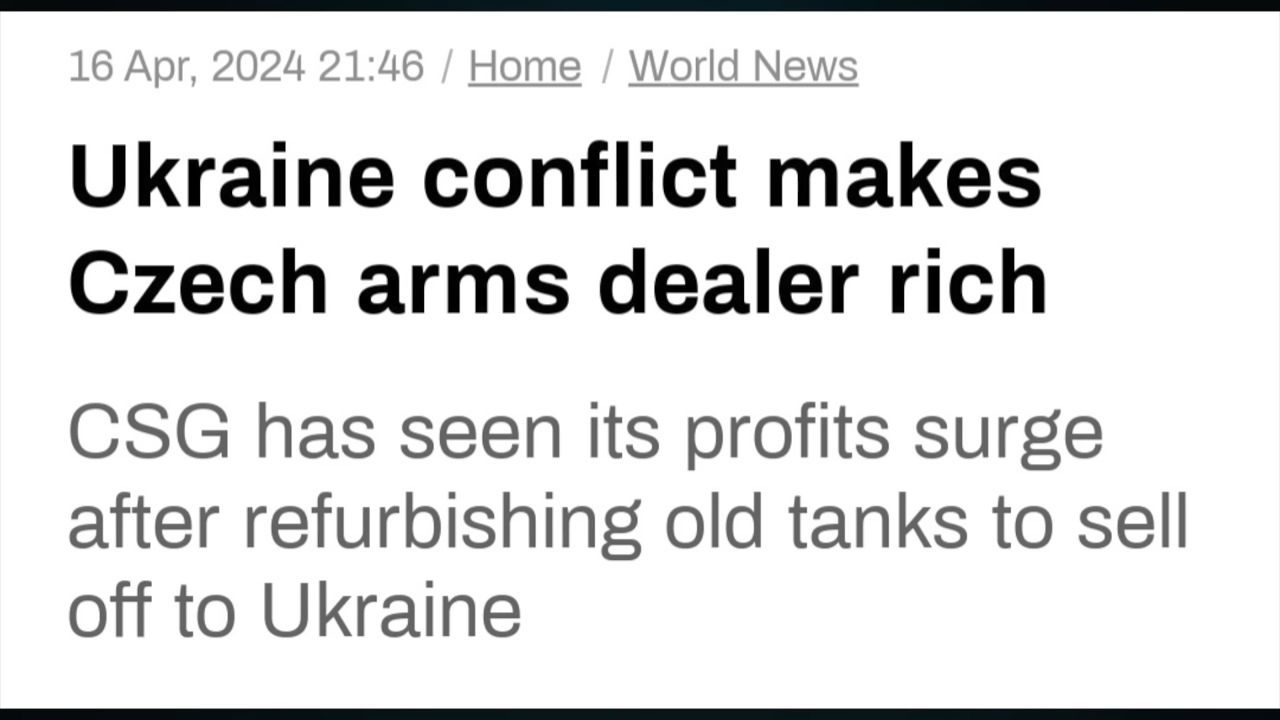 16 Apr, 2024 21:46 / Home / World News
Ukraine conflict makes
Czech arms dealer rich
CSG has seen its profits surge
after refurbishing old tanks to sell
off to Ukraine